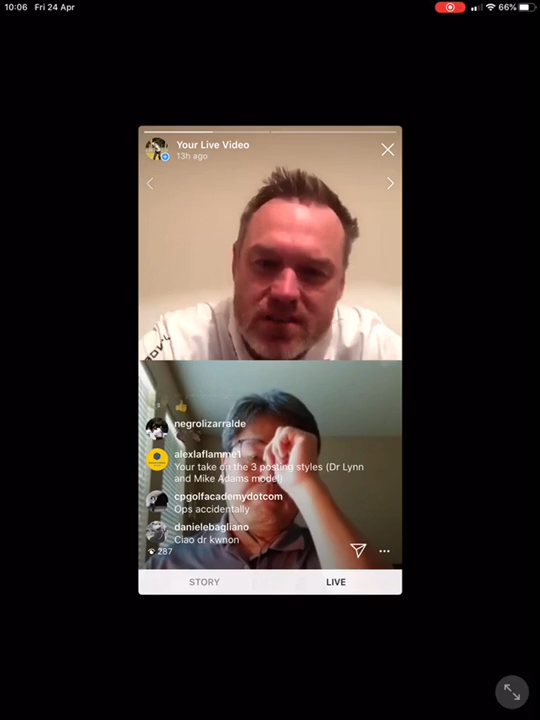 10:06 Fri 24 Apr
66%
Your Live Video
13h ago
negrolizarralde
alexlaflamme1
Your take on the 3 posting styles (Dr Lynn
and Mike Adams model)
cpgolfacademydotcom
Ops accidentally
danielebagliano
Ciao dr kwnon
287
STORY
LIVE